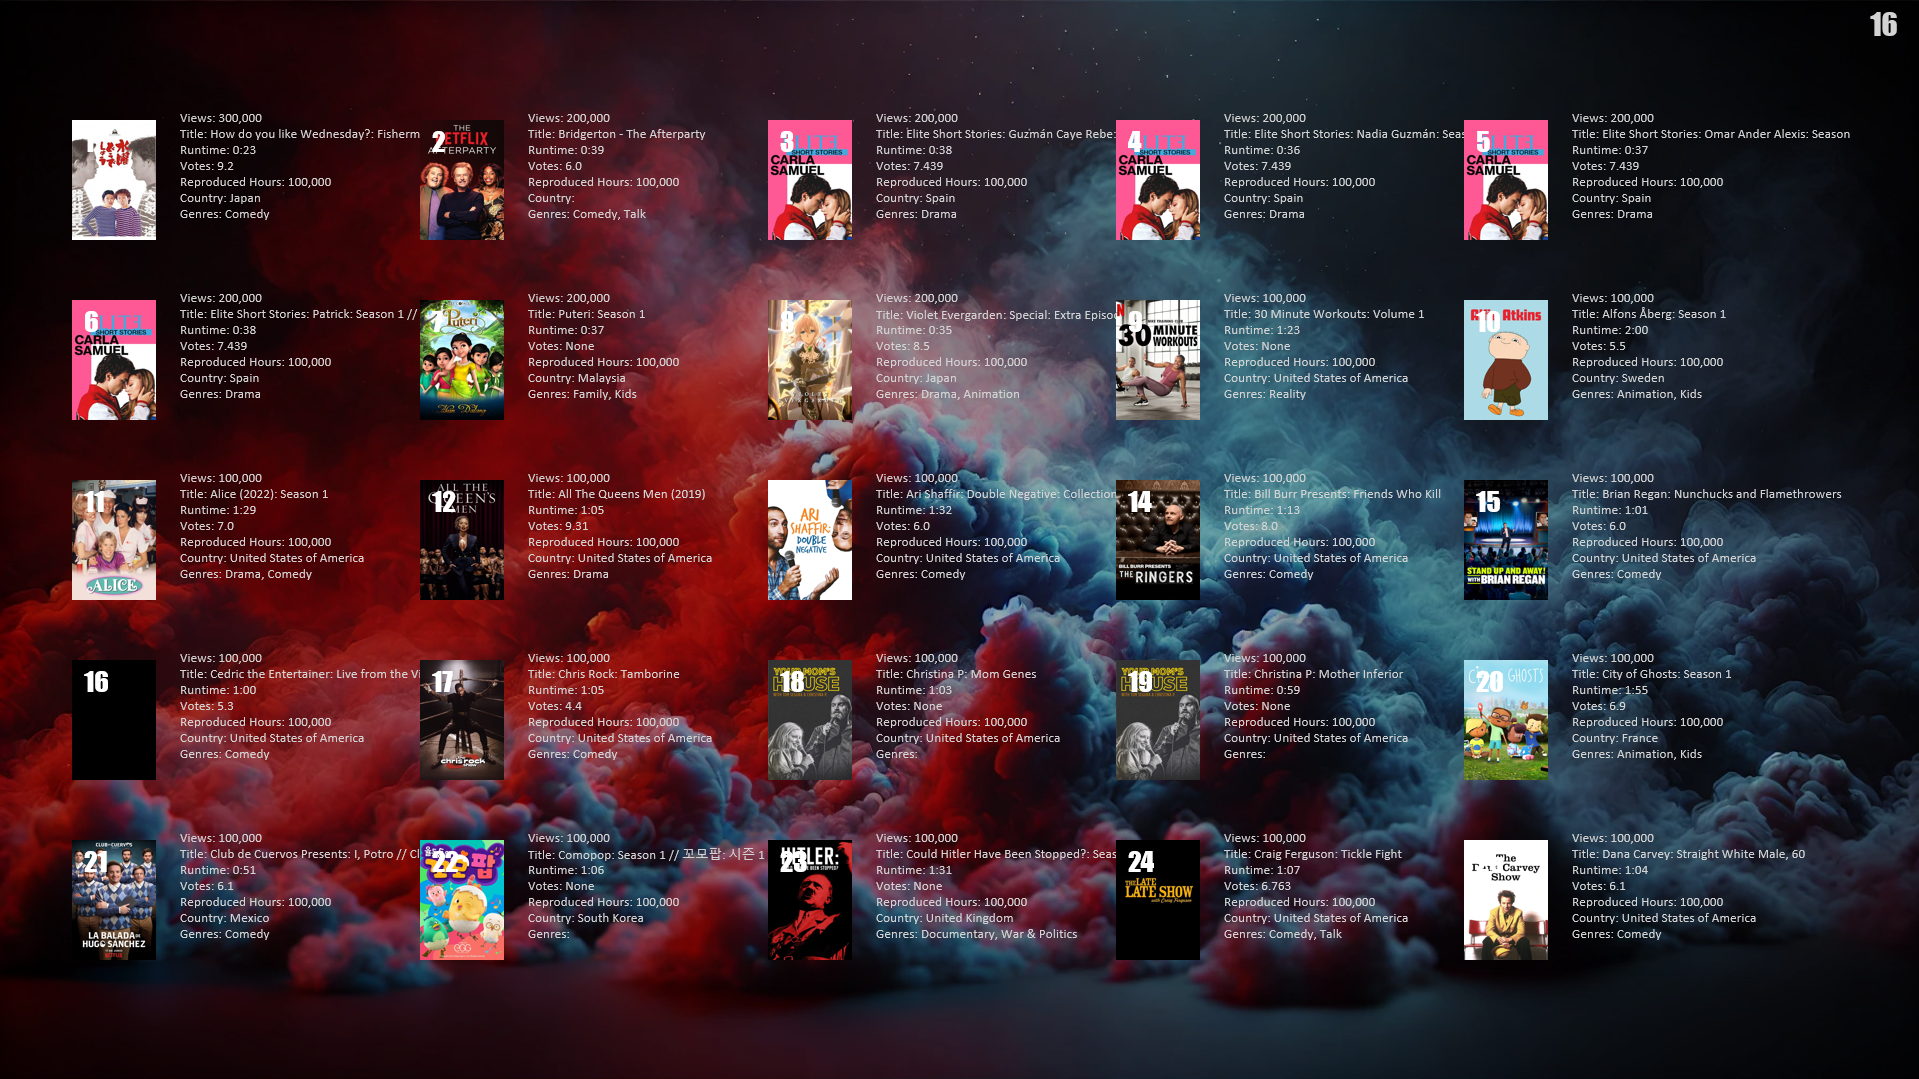 16
Views: 300,000
Title: How do you like Wednesday?: Fisherm
Runtime: 0:23
Votes: 9.2
Reproduced Hours: 100,000
Country: Japan
Genres: Comedy
2
THE
NETFLIX
AFTERPARTY
Views: 200,000
Title: Bridgerton - The Afterparty
Runtime: 0:39
Votes: 6.0
Reproduced Hours: 100,000
Country:
Genres: Comedy, Talk
3
SHORT STORIES
CARLA
SAMUEL
Views: 200,000
Title: Elite Short Stories: Guzmán Caye Rebe
Runtime: 0:38
Votes: 7.439
Reproduced Hours: 100,000
Country: Spain
Genres: Drama
4
SHORT STORIES
CARLA
SAMUEL
Views: 200,000
Title: Elite Short Stories: Nadia Guzmán: Seas
Runtime: 0:36
Votes: 7.439
Reproduced Hours: 100,000
Country: Spain
Genres: Drama
5
SHORT STORIES
CARLA
SAMUEL
Views: 200,000
Title: Elite Short Stories: Omar Ander Alexis: Season
Runtime: 0:37
Votes: 7.439
Reproduced Hours: 100,000
Country: Spain
Genres: Drama
6
SHORT STORIES
CARLA
SAMUEL
Views: 200,000
Title: Elite Short Stories: Patrick: Season 1 //
Runtime: 0:38
Votes: 7.439
Reproduced Hours: 100,000
Country: Spain
Genres: Drama
7
Puteri
Views: 200,000
Title: Puteri: Season 1
Runtime: 0:37
Votes: None
Reproduced Hours: 100,000
Country: Malaysia
Genres: Family, Kids
8
Views: 200,000
Title: Violet Evergarden: Special: Extra Episod
Runtime: 0:35
Votes: 8.5
Reproduced Hours: 100,000
Country: Japan
Genres: Drama, Animation
9
30 MINUTE
WORKOUTS
Views: 100,000
Title: 30 Minute Workouts: Volume 1
Runtime: 1:23
Votes: None
Reproduced Hours: 100,000
Country: United States of America
Genres: Reality
10
Atkins
Views: 100,000
Title: Alfons Åberg: Season 1
Runtime: 2:00
Votes: 5.5
Reproduced Hours: 100,000
Country: Sweden
Genres: Animation, Kids
11
ALICE
Views: 100,000
Title: Alice (2022): Season 1
Runtime: 1:29
Votes: 7.0
Reproduced Hours: 100,000
Country: United States of America
Genres: Drama, Comedy
12
ALL THE
QUEEN'S
MEN
Views: 100,000
Title: All The Queens Men (2019)
Runtime: 1:05
Votes: 9.31
Reproduced Hours: 100,000
Country: United States of America
Genres: Drama
ARI
SHAFFIR:
DOUBLE
NEGATIVE
Views: 100,000
Title: Ari Shaffir: Double Negative: Collection
Runtime: 1:32
Votes: 6.0
Reproduced Hours: 100,000
Country: United States of America
Genres: Comedy
14
BILL BURR PRESENTS
THE RINGERS
Views: 100,000
Title: Bill Burr Presents: Friends Who Kill
Runtime: 1:13
Votes: 8.0
Reproduced Hours: 100,000
Country: United States of America
Genres: Comedy
15
STAND UP AND AWAY!
WITH BRIAN REGAN
Views: 100,000
Title: Brian Regan: Nunchucks and Flamethrowers
Runtime: 1:01
Votes: 6.0
Reproduced Hours: 100,000
Country: United States of America
Genres: Comedy
16
Views: 100,000
Title: Cedric the Entertainer: Live from the Vi
Runtime: 1:00
Votes: 5.3
Reproduced Hours: 100,000
Country: United States of America
Genres: Comedy
17
chris rock
Views: 100,000
Title: Chris Rock: Tamborine
Runtime: 1:05
Votes: 4.4
Reproduced Hours: 100,000
Country: United States of America
Genres: Comedy
18
YOUR MOM'S
HOUSE
Views: 100,000
Title: Christina P: Mom Genes
Runtime: 1:03
Votes: None
Reproduced Hours: 100,000
Country: United States of America
Genres:
19
YOUR MOM'S
HOUSE
Views: 100,000
Title: Christina P: Mother Inferior
Runtime: 0:59
Votes: None
Reproduced Hours: 100,000
Country: United States of America
Genres:
20
GHOSTS
Views: 100,000
Title: City of Ghosts: Season 1
Runtime: 1:55
Votes: 6.9
Reproduced Hours: 100,000
Country: France
Genres: Animation, Kids
21
CLUB DE CUERVOS
LA BALADA DE
HUGO SÁNCHEZ
NETFLIX
Views: 100,000
Title: Club de Cuervos Presents: I, Potro // Cl
Runtime: 0:51
Votes: 6.1
Reproduced Hours: 100,000
Country: Mexico
Genres: Comedy
22
EGG
Views: 100,000
Title: Comopop: Season 1 // 꼬모팝: 시즌 1
Runtime: 1:06
Votes: None
Reproduced Hours: 100,000
Country: South Korea
Genres:
23
HITLER:
BEEN STOPPED?
Views: 100,000
Title: Could Hitler Have Been Stopped?: Seas
Runtime: 1:31
Votes: None
Reproduced Hours: 100,000
Country: United Kingdom
Genres: Documentary, War & Politics
24
THE LATE
LATE SHOW
with Craig Ferguson
Views: 100,000
Title: Craig Ferguson: Tickle Fight
Runtime: 1:07
Votes: 6.763
Reproduced Hours: 100,000
Country: United States of America
Genres: Comedy, Talk
The
Carvey
Show
Views: 100,000
Title: Dana Carvey: Straight White Male, 60
Runtime: 1:04
Votes: 6.1
Reproduced Hours: 100,000
Country: United States of America
Genres: Comedy